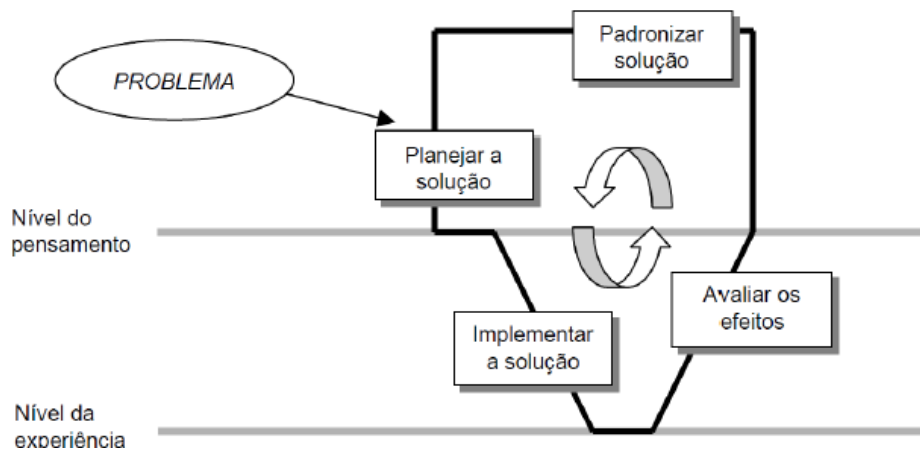 PROBLEMA
Padronizar
solução
Planejar a
solução
Nível do
pensamento
Avaliar os
efeitos
Implementar
a solução
Nível da
experiência